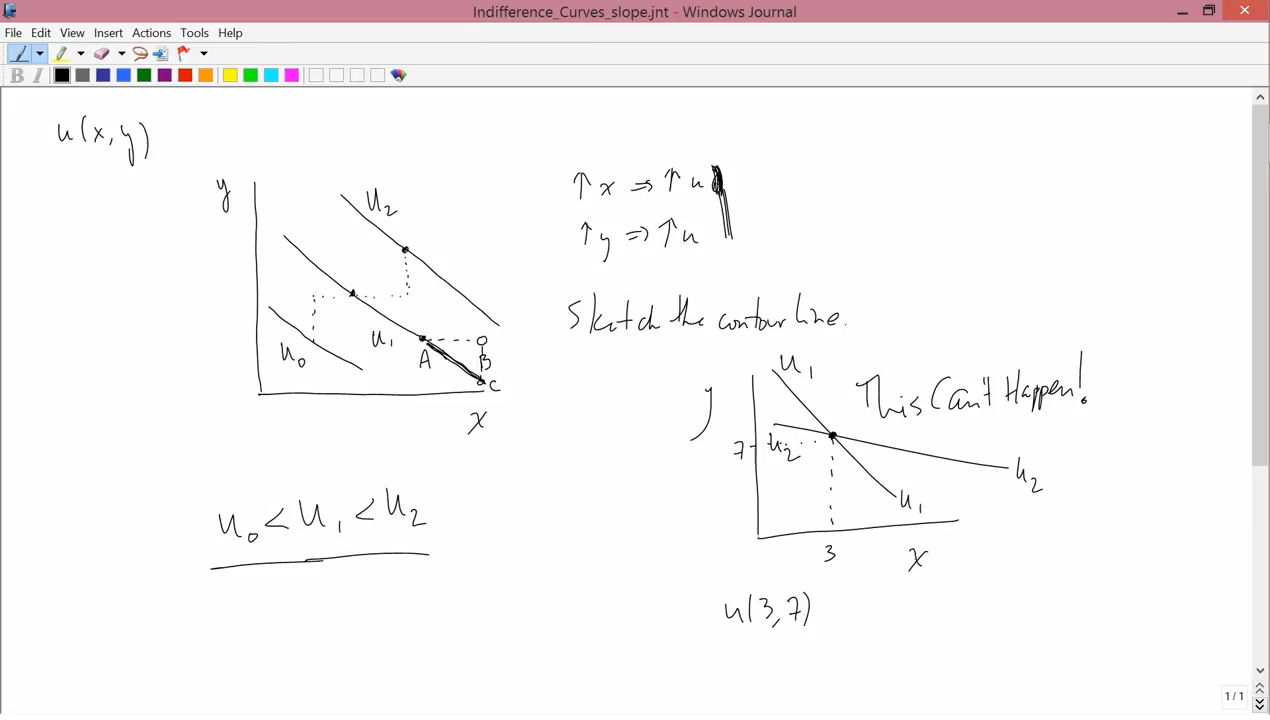 Indifference_Curves_slope.jnt - Windows Journal
File Edit View Insert Actions Tools Help
B I
u(x, y)
↑ x ⇒ ↑ u
↑ y ⇒ ↑ u
y
U2
U1
U0
A
B
C
x
Sketch the contour line.
U1
This Can't Happen!
y
7
U2
U2
U1
3
x
u(3, 7)
U0 < U1 < U2
1 / 1